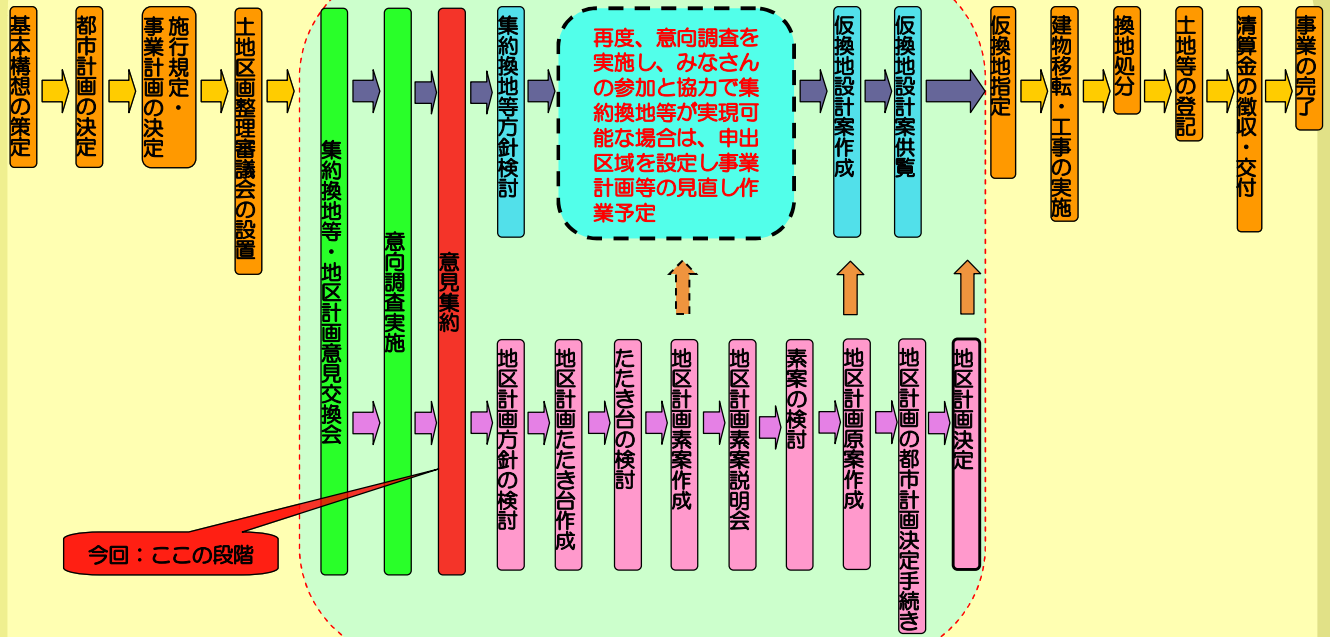 基本構想の策定
都市計画の決定
施行規定・
事業計画の決定
土地区画整理審議会の設置
集約換地等・地区計画意見交換会
意向調査実施
意見集約
集約換地等方針検討
再度、意向調査を
実施し、みなさん
の参加と協力で集
約換地等が実現可
能な場合は、申出
区域を設定し事業
計画等の見直し作
業予定
仮換地設計案作成
仮換地設計案供覧
仮換地指定
建物移転・工事の実施
換地処分
土地等の登記
清算金の徴収・交付
事業の完了
地区計画方針の検討
地区計画たたき台作成
たたき台の検討
地区計画素案作成
地区計画素案説明会
素案の検討
地区計画原案作成
地区計画の都市計画決定手続き
地区計画決定
今回：ここの段階